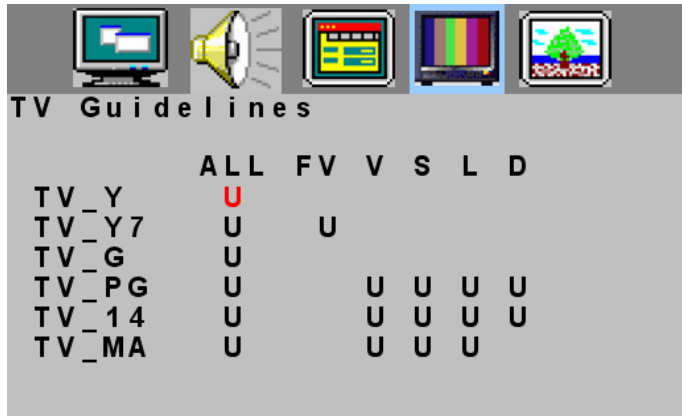 TV Guidelines
ALL FV V S L D
TV_Y U
TV_Y7 U U
TV_G U
TV_PG U U U U U
TV_14 U U U U U
TV_MA U U U U